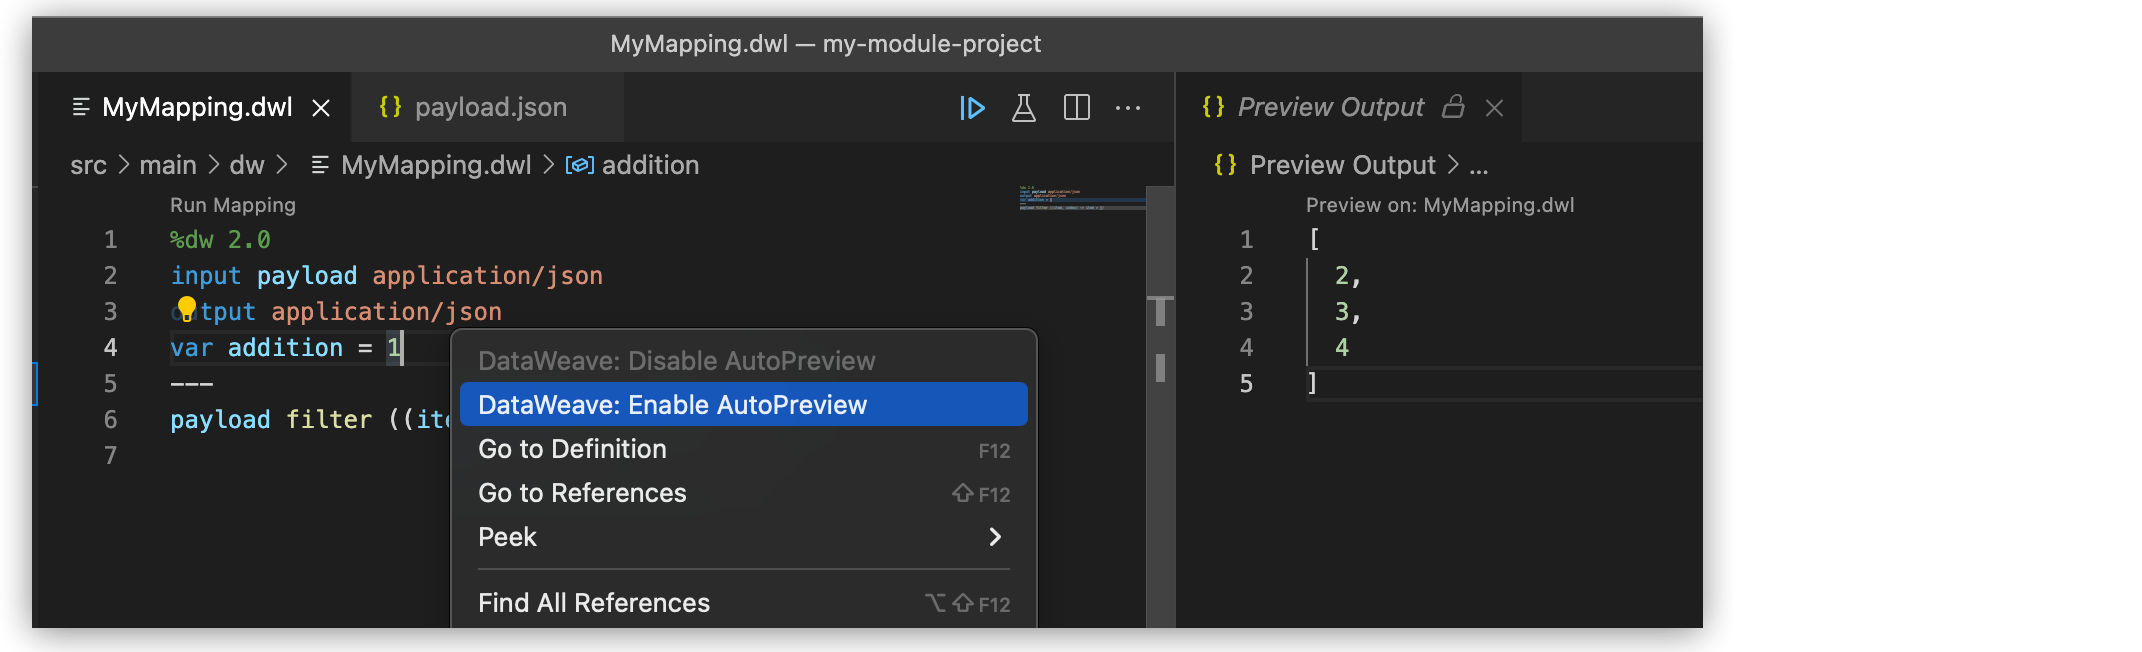 MyMapping.dwl — my-module-project
MyMapping.dwl
payload.json
Preview Output
src > main > dw > MyMapping.dwl > addition
Preview Output > ...
Run Mapping
1 %dw 2.0
2 input payload application/json
3 output application/json
4 var addition = 1
5 ---
6 payload filter ((ite
7
DataWeave: Disable AutoPreview
DataWeave: Enable AutoPreview
Go to Definition F12
Go to References ⇧ F12
Peek >
Find All References ⌥ ⇧ F12
Preview on: MyMapping.dwl
1 [
2 2,
3 3,
4 4
5 ]